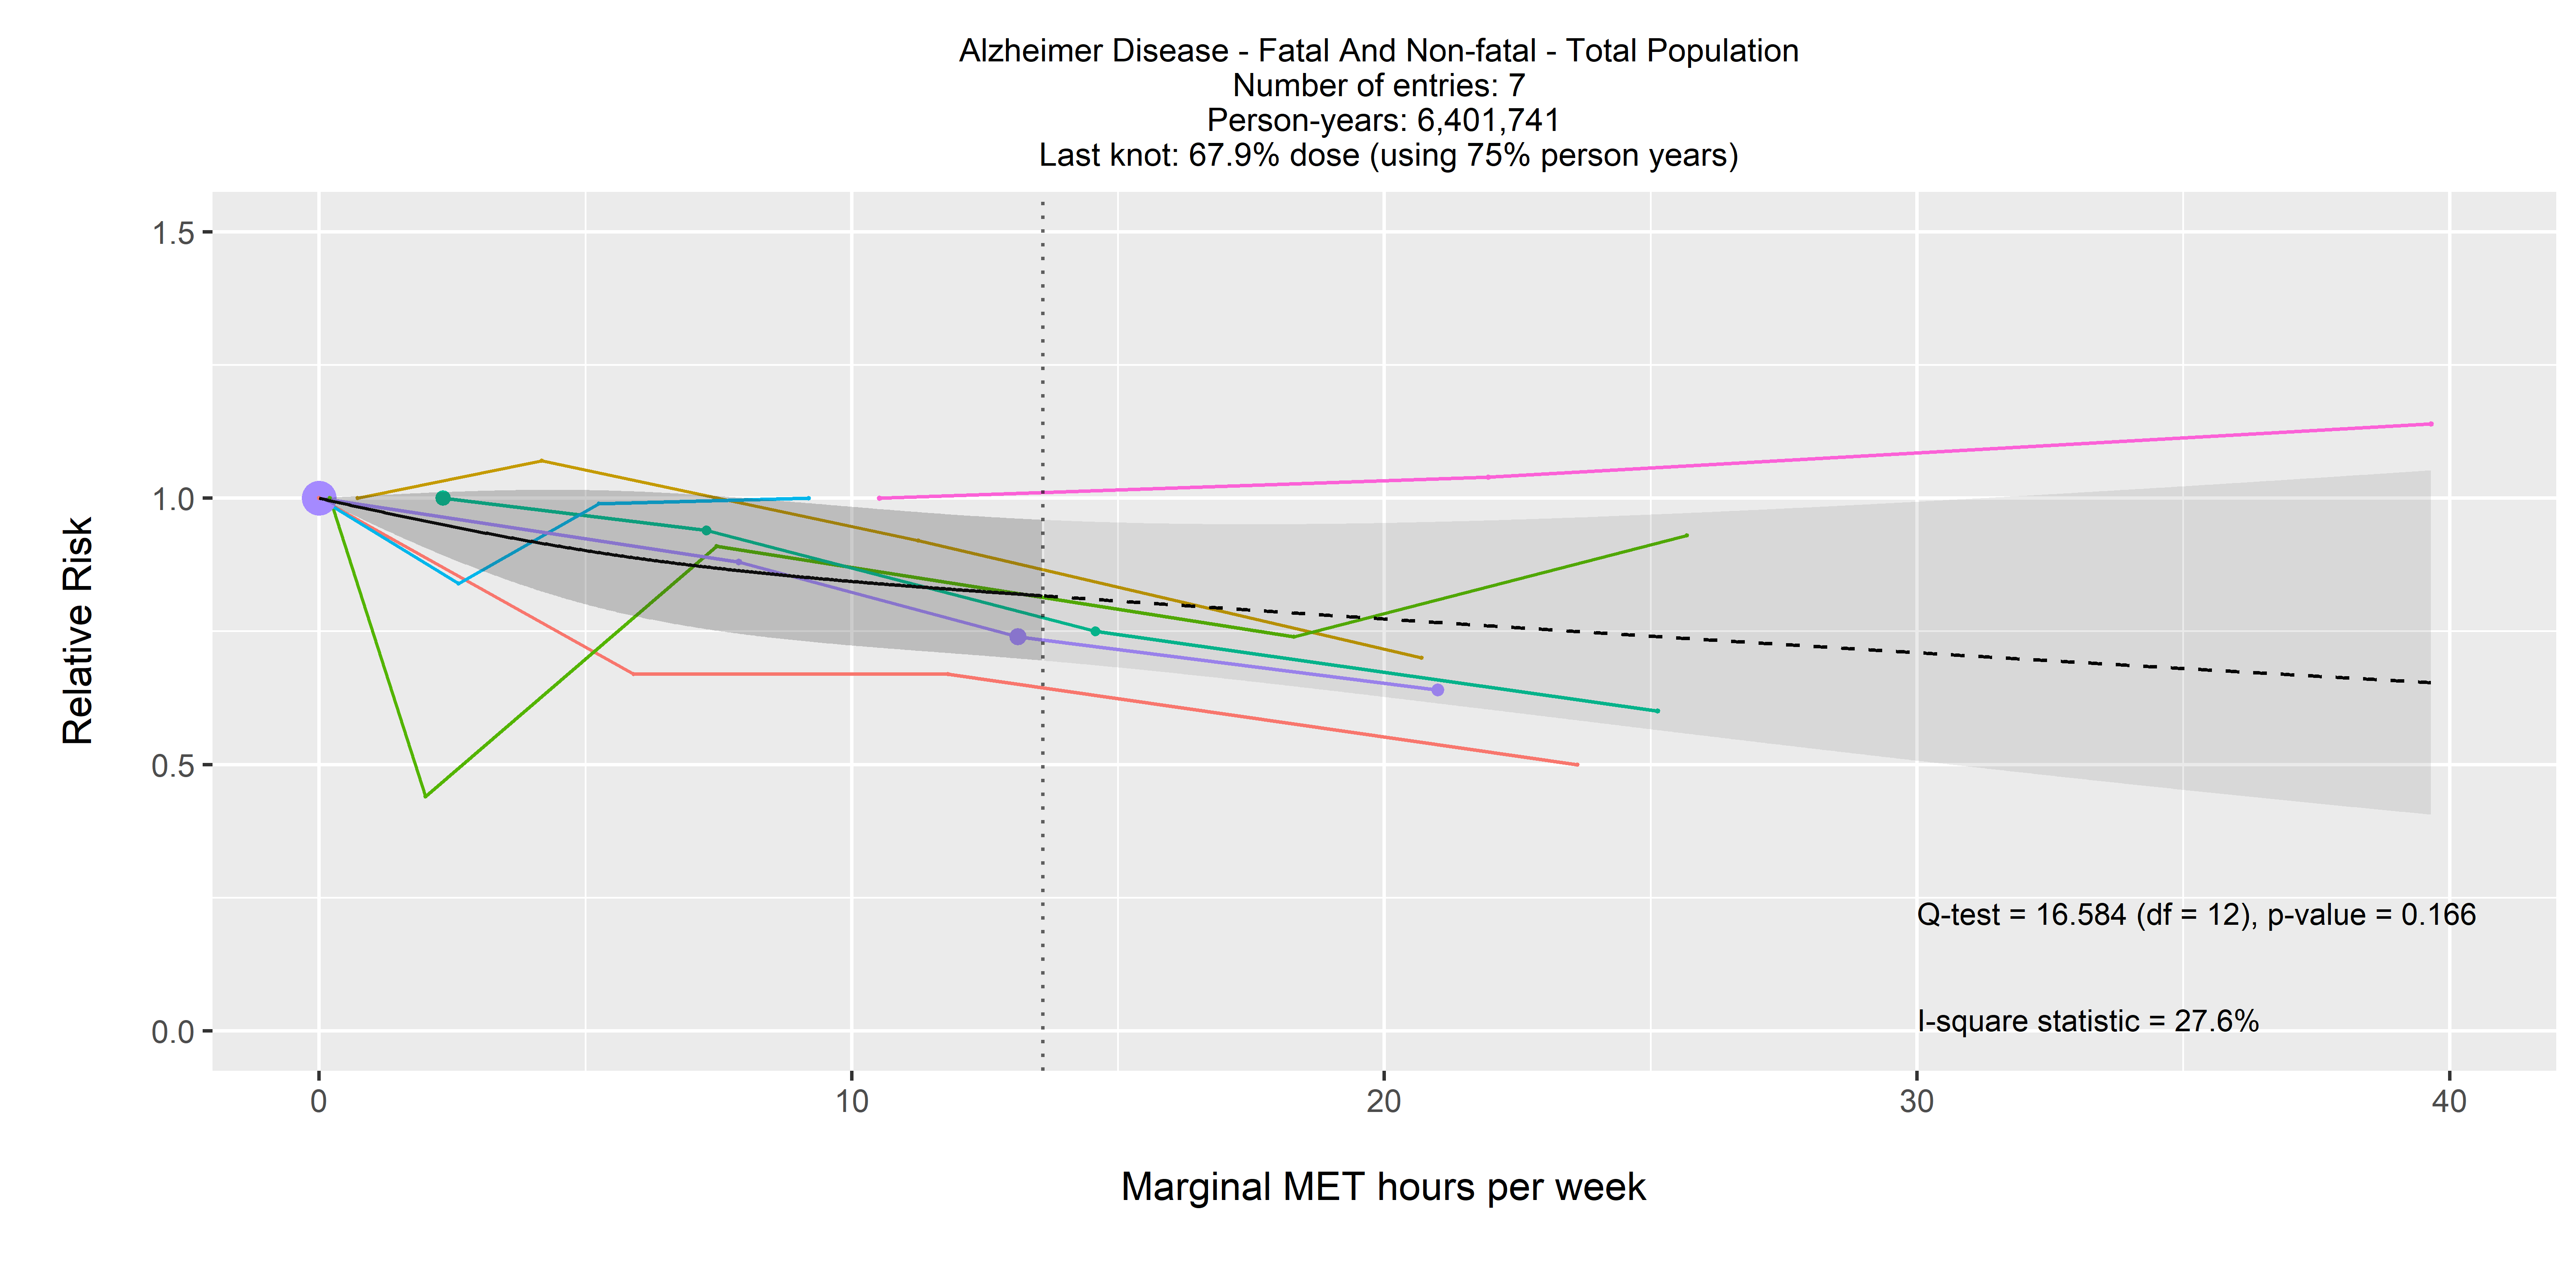 Alzheimer Disease - Fatal And Non-fatal - Total Population
Number of entries: 7
Person-years: 6,401,741
Last knot: 67.9% dose (using 75% person years)
1.5
1.0
0.5
0.0
Relative Risk
Q-test = 16.584 (df = 12), p-value = 0.166
I-square statistic = 27.6%
0 10 20 30 40
Marginal MET hours per week